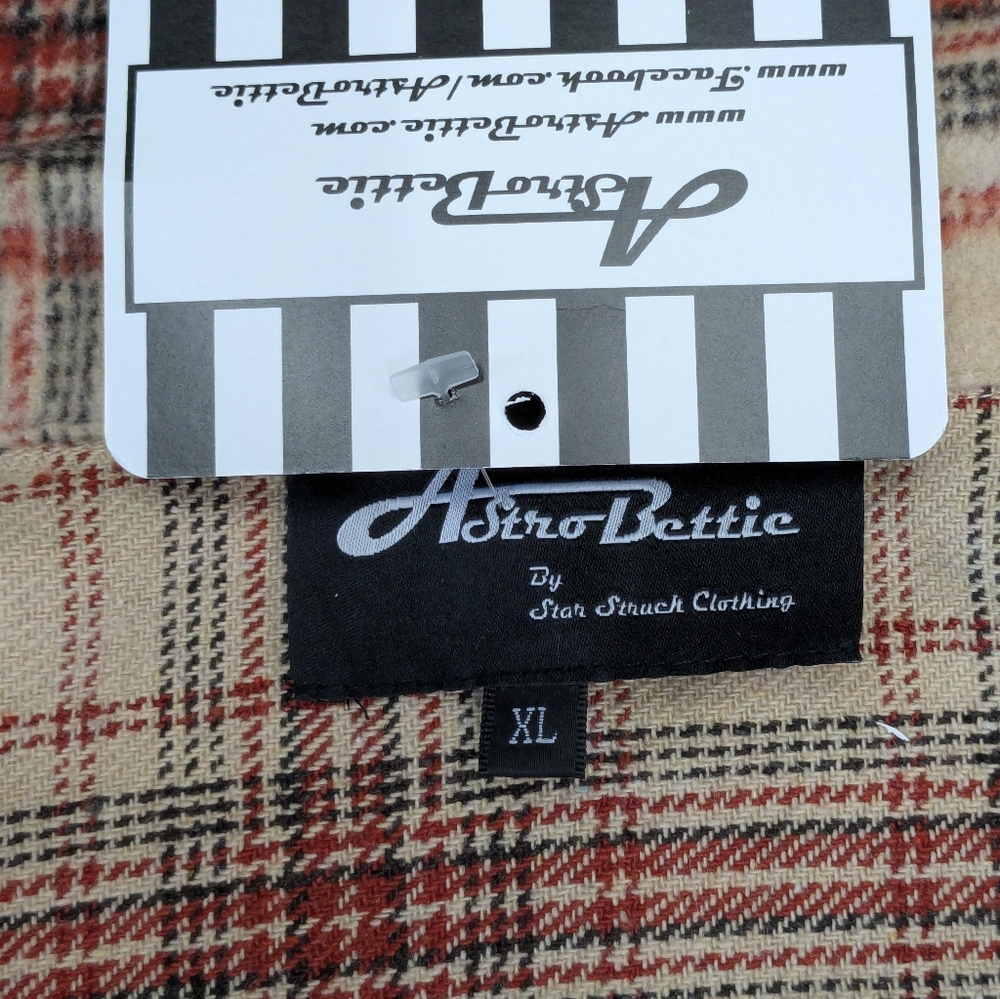 AstroBettie
www.AstroBettie.com
www.Facebook.com/AstroBettie
AstroBettie
By
Star Struck Clothing
XL